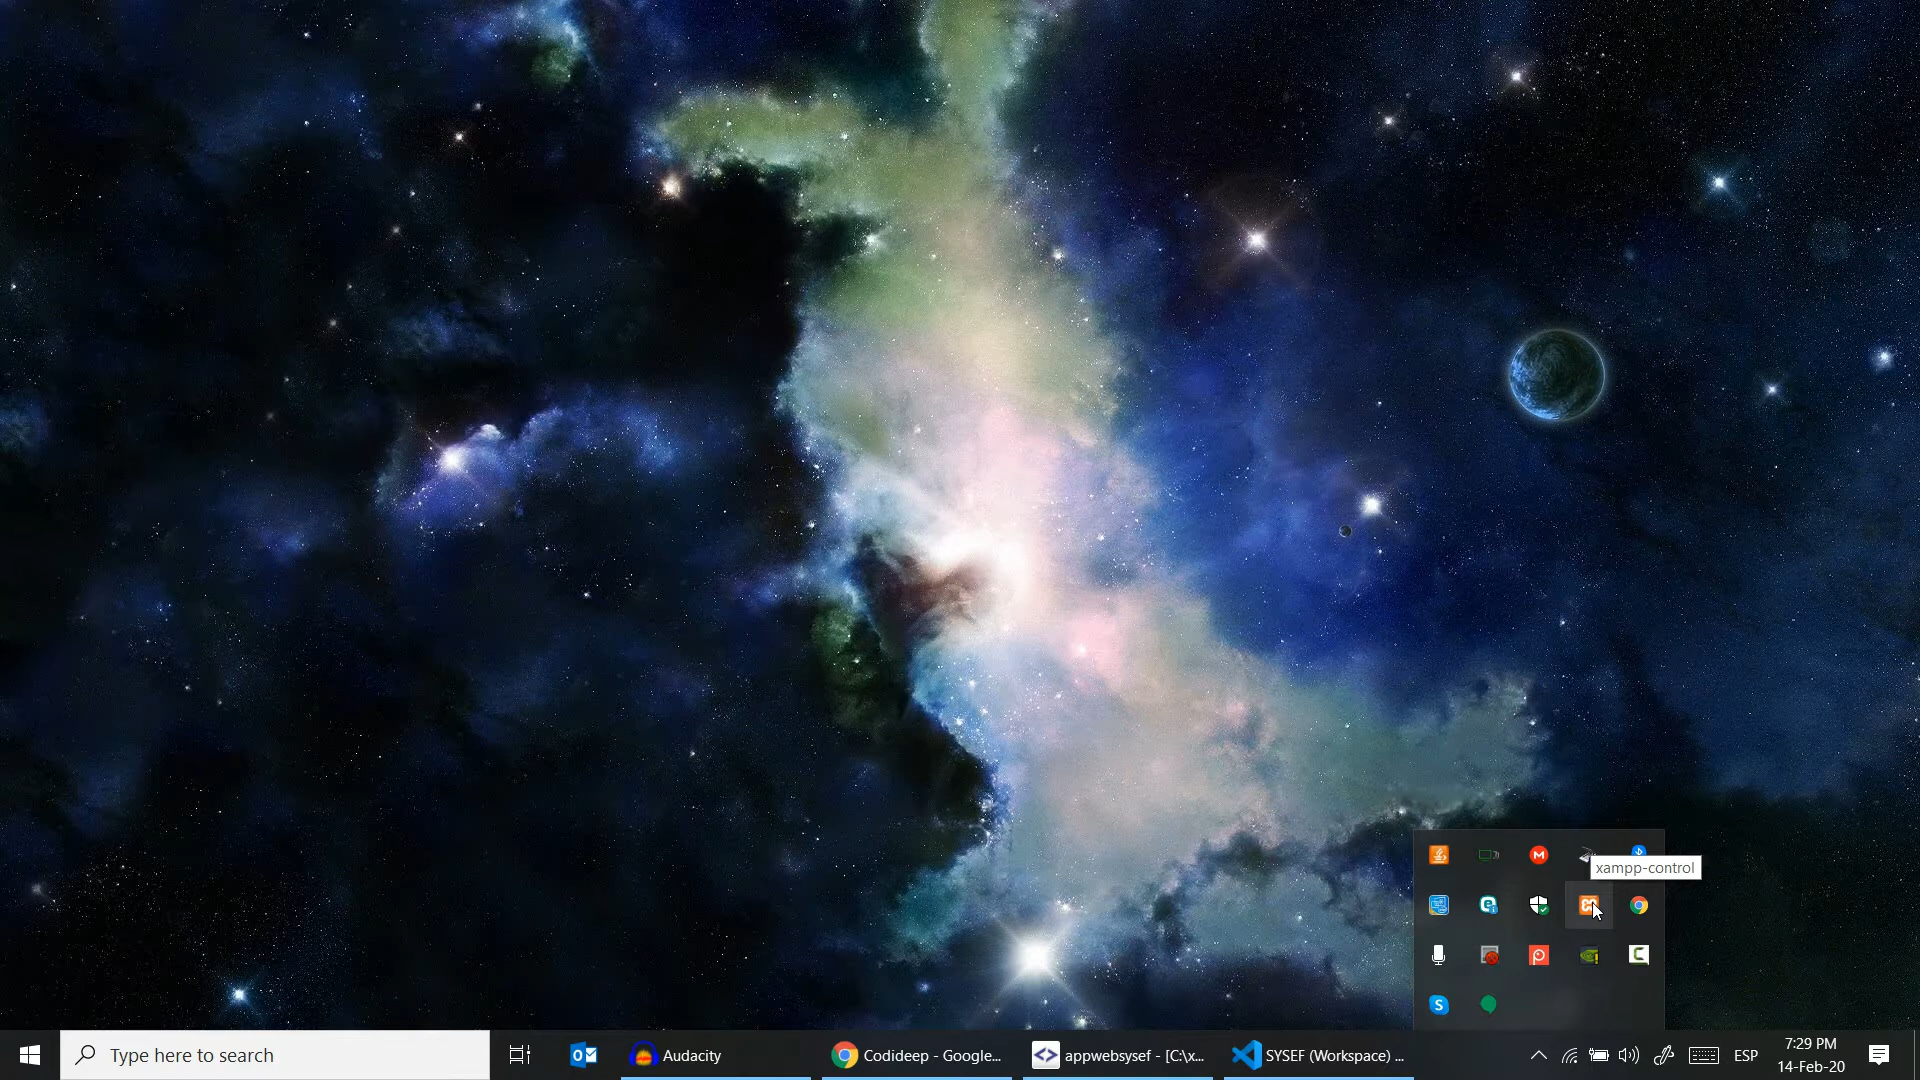 xampp-control
Type here to search
Audacity
Codideep - Google...
appwebsysef - [C:\x...
SYSEF (Workspace) ...
ESP
7:29 PM
14-Feb-20